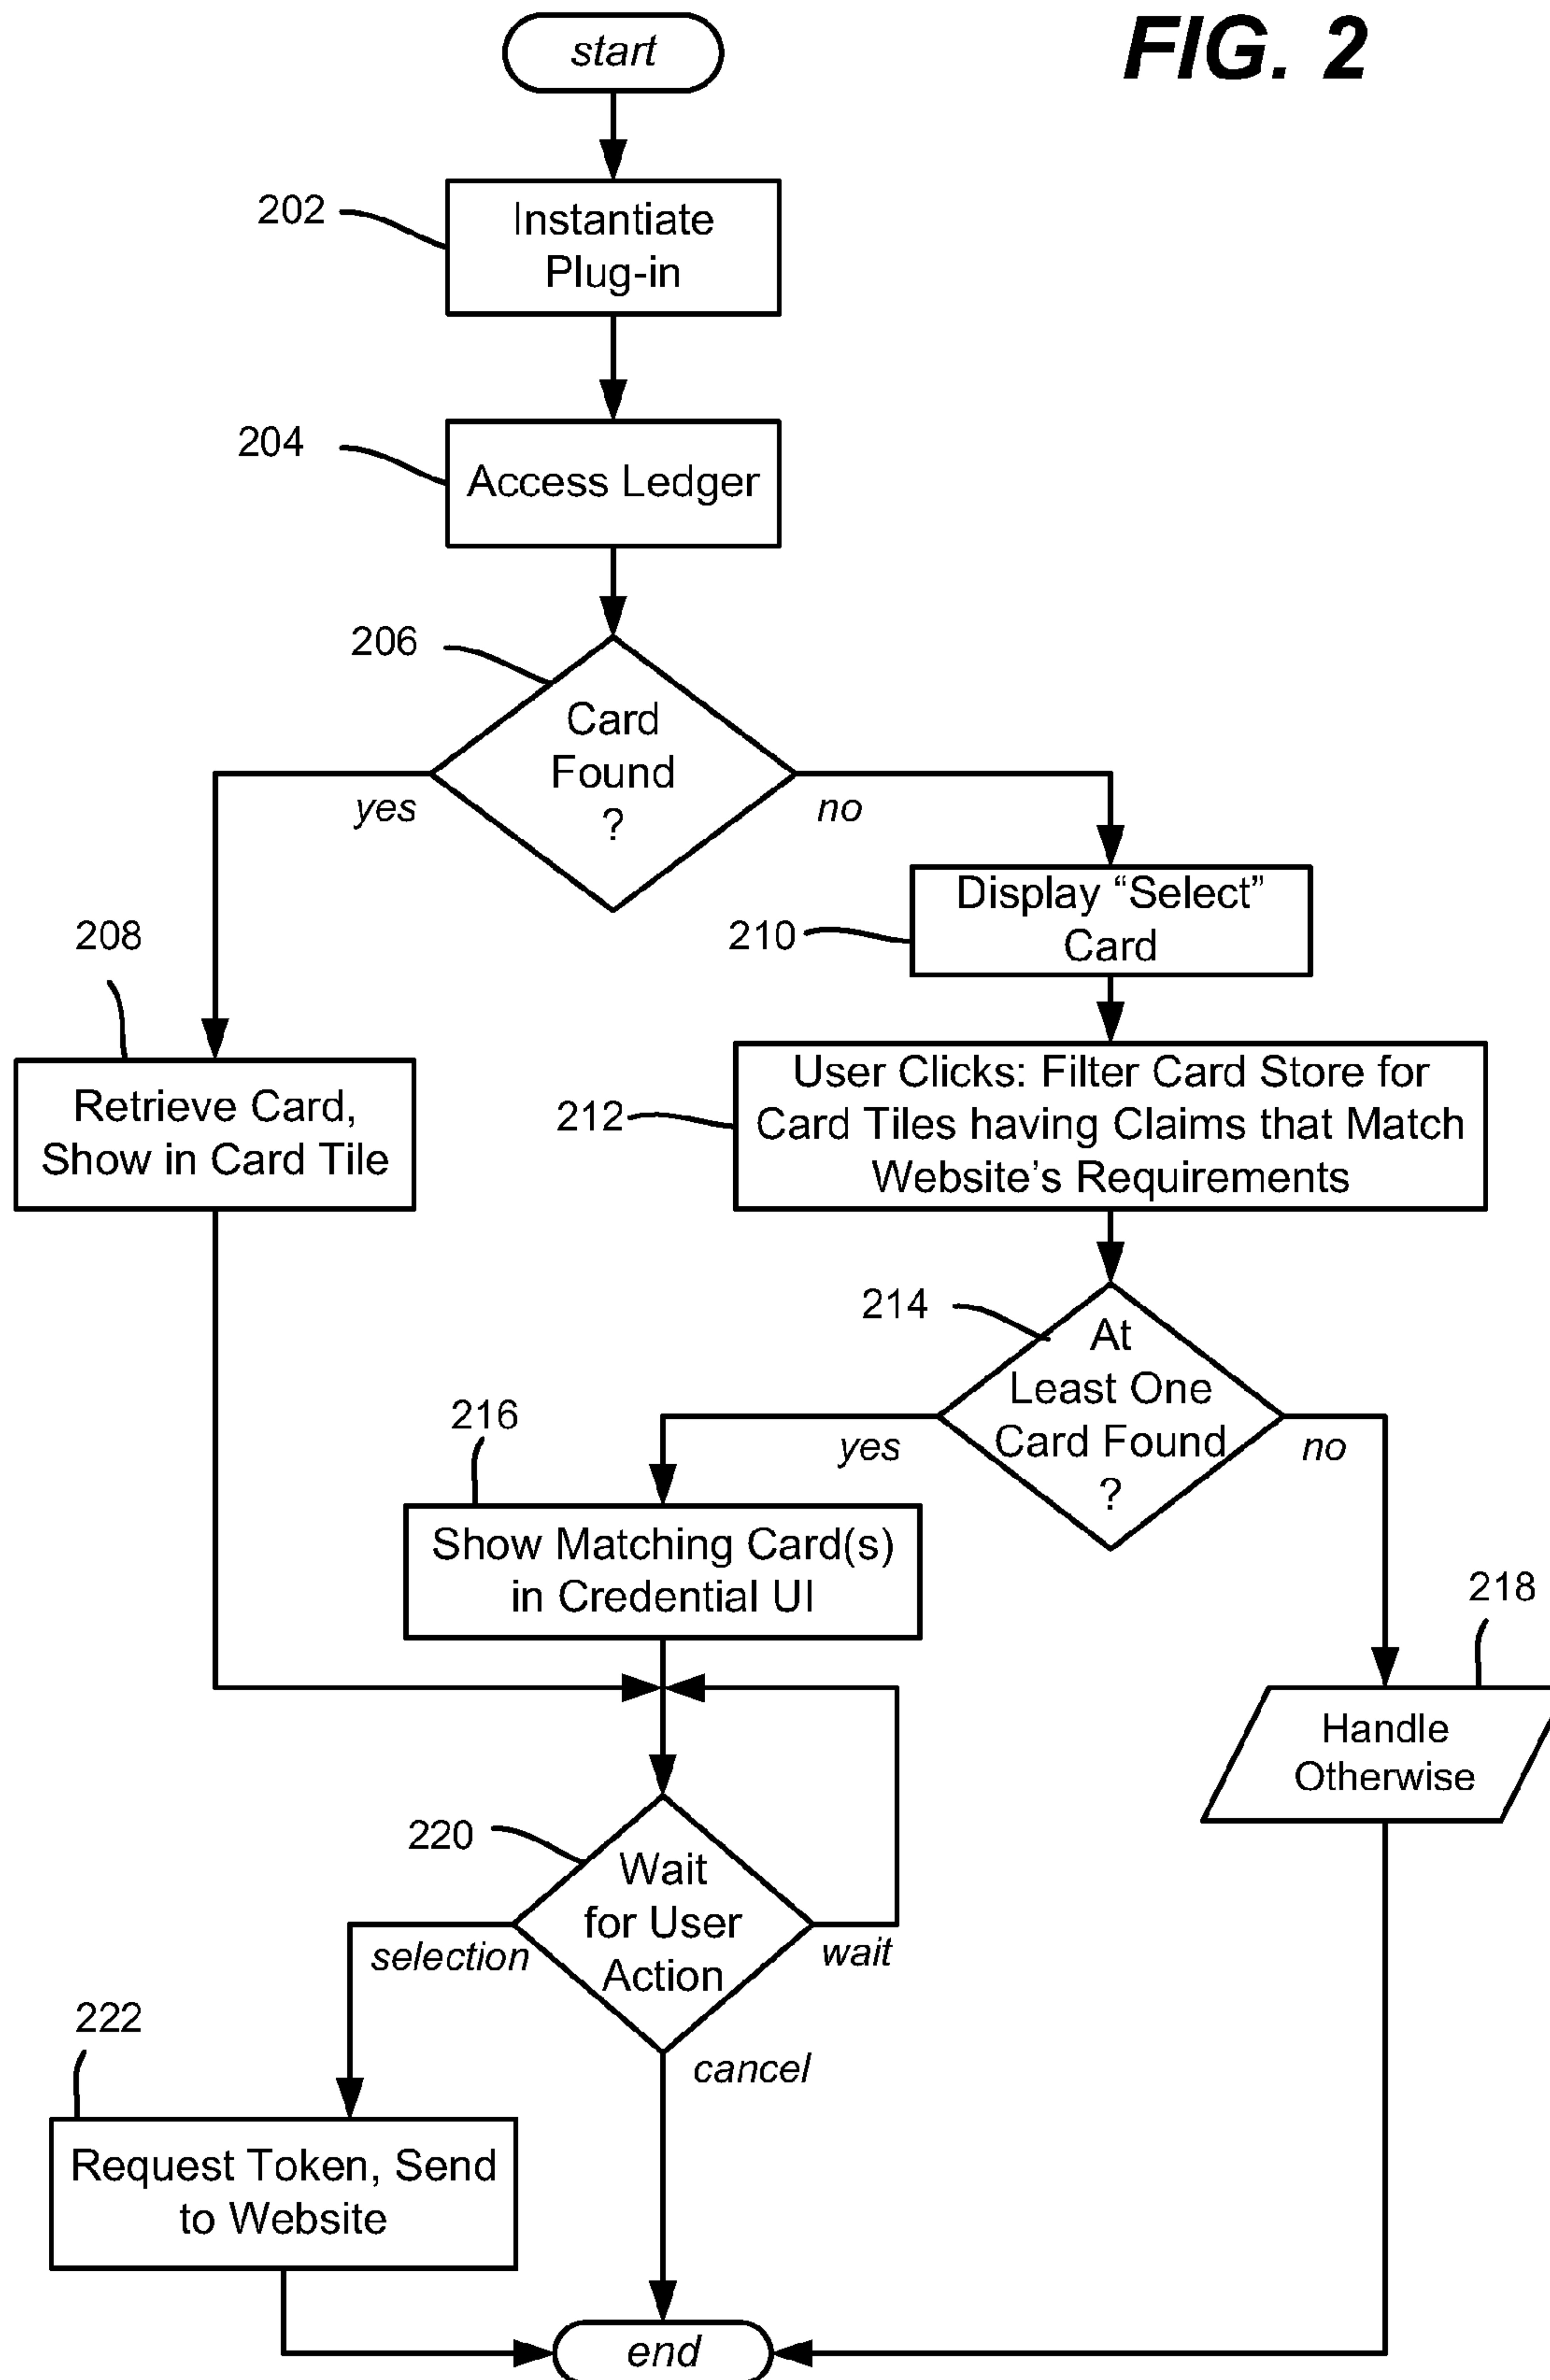 start
FIG. 2
202
Instantiate
Plug-in
204
Access Ledger
206
Card
Found
?
yes
no
208
Retrieve Card,
Show in Card Tile
210
Display “Select”
Card
212
User Clicks: Filter Card Store for
Card Tiles having Claims that Match
Website’s Requirements
214
At
Least One
Card Found
?
yes
no
216
Show Matching Card(s)
in Credential UI
218
Handle
Otherwise
220
Wait
for User
Action
selection
wait
cancel
222
Request Token, Send
to Website
end